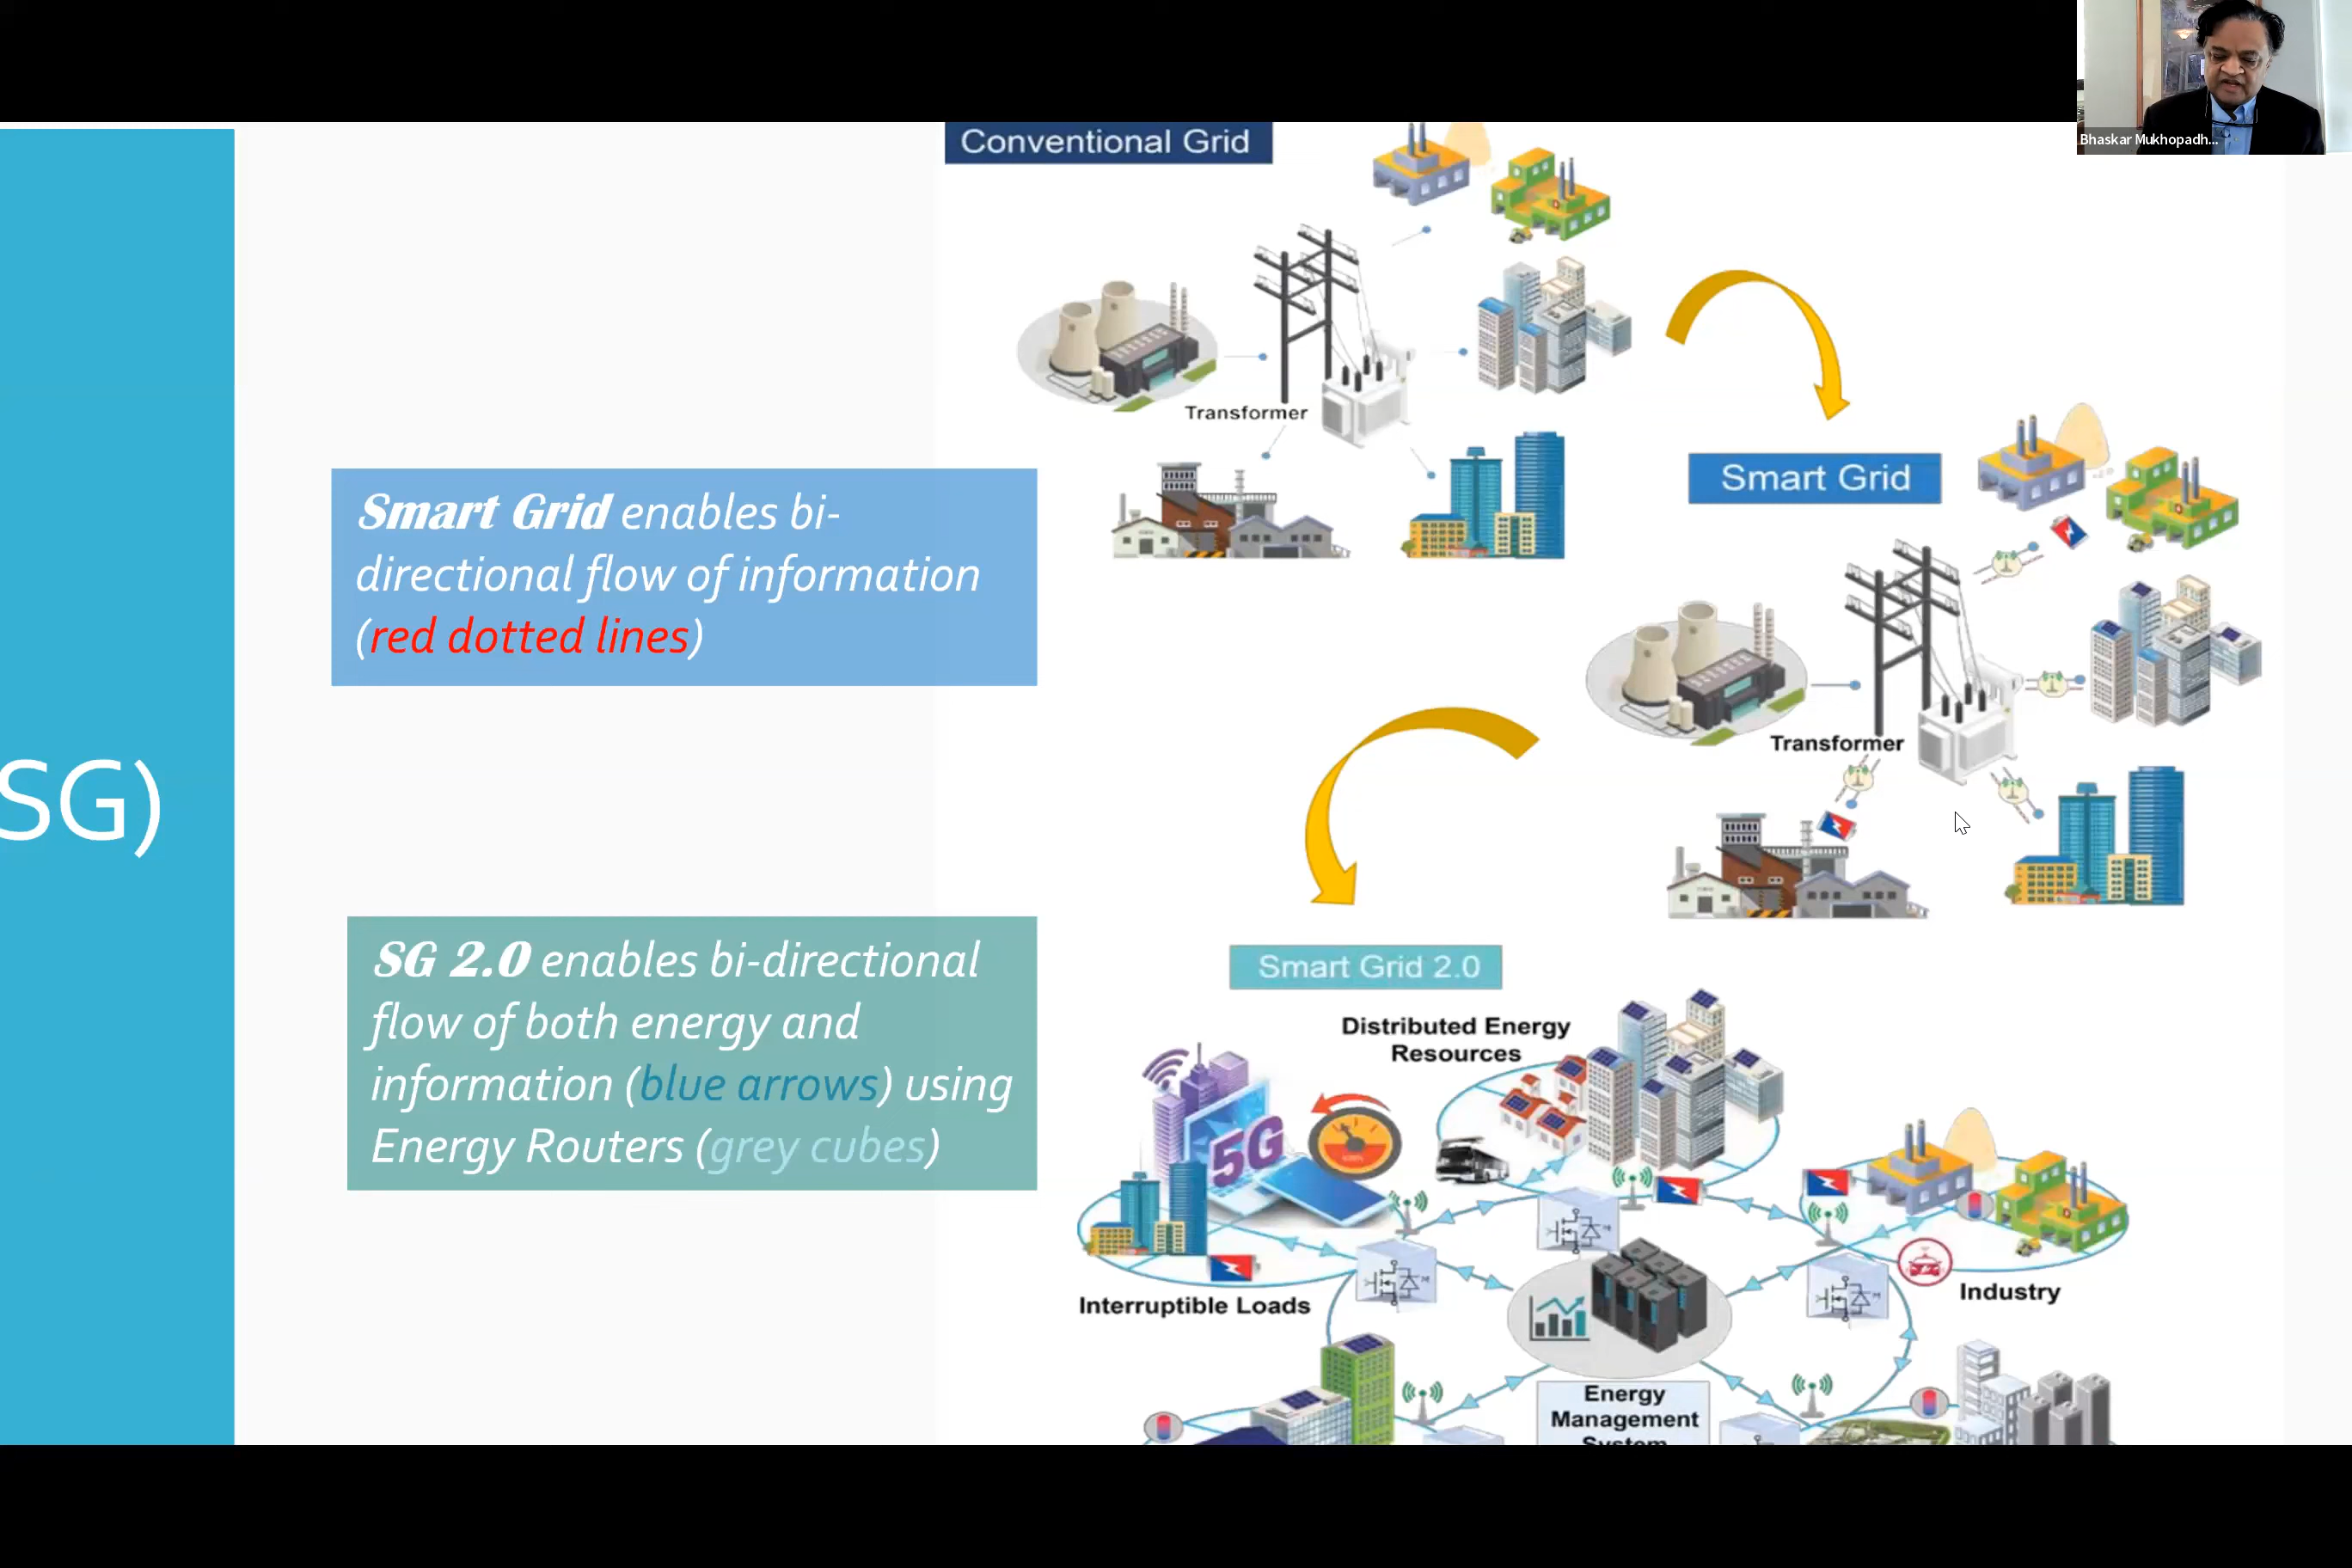 Bhaskar Mukhopadh...
Conventional Grid
Transformer
Smart Grid
Transformer
SG)
Smart Grid enables bi-
directional flow of information
(red dotted lines)
SG 2.0 enables bi-directional
flow of both energy and
information (blue arrows) using
Energy Routers (grey cubes)
Smart Grid 2.0
Distributed Energy
Resources
5G
Interruptible Loads
Industry
Energy
Management
System